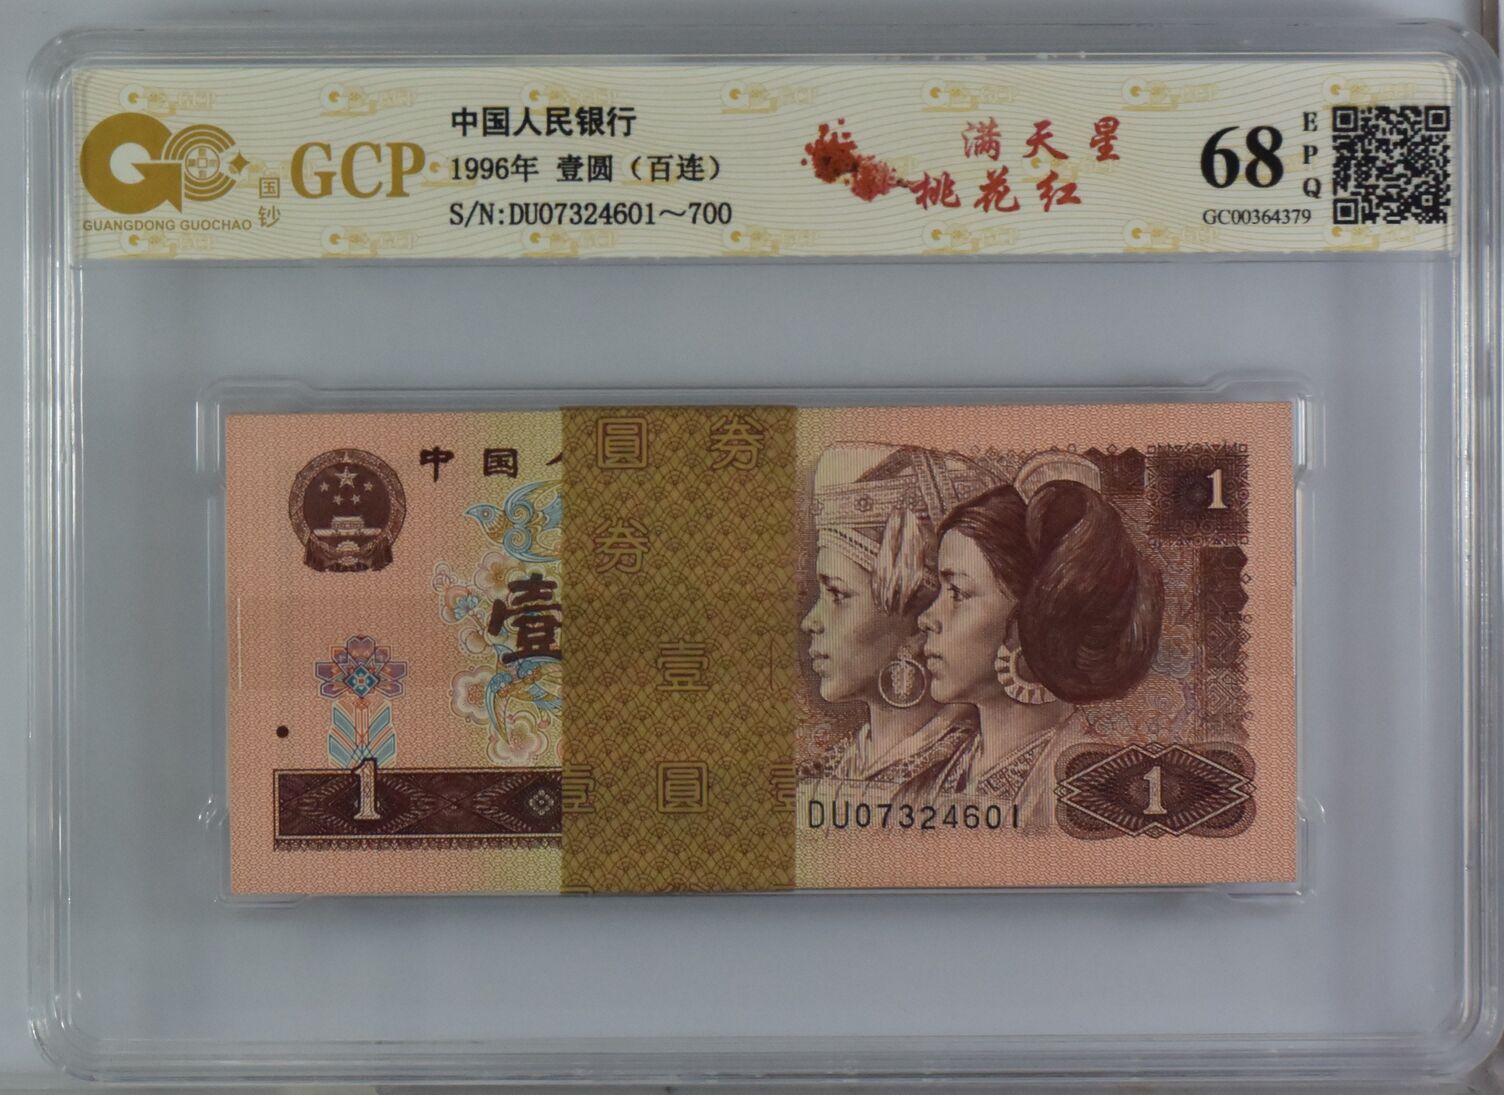 GCP
国钞
GUANGDONG GUOCHAO
中国人民银行
1996年 壹圆（百连）
S/N:DU07324601～700
满天星
桃花红
68
EPQ
GC00364379
中国
圆 券
1
券
壹
壹
壹 圆
1
1
DU07324601